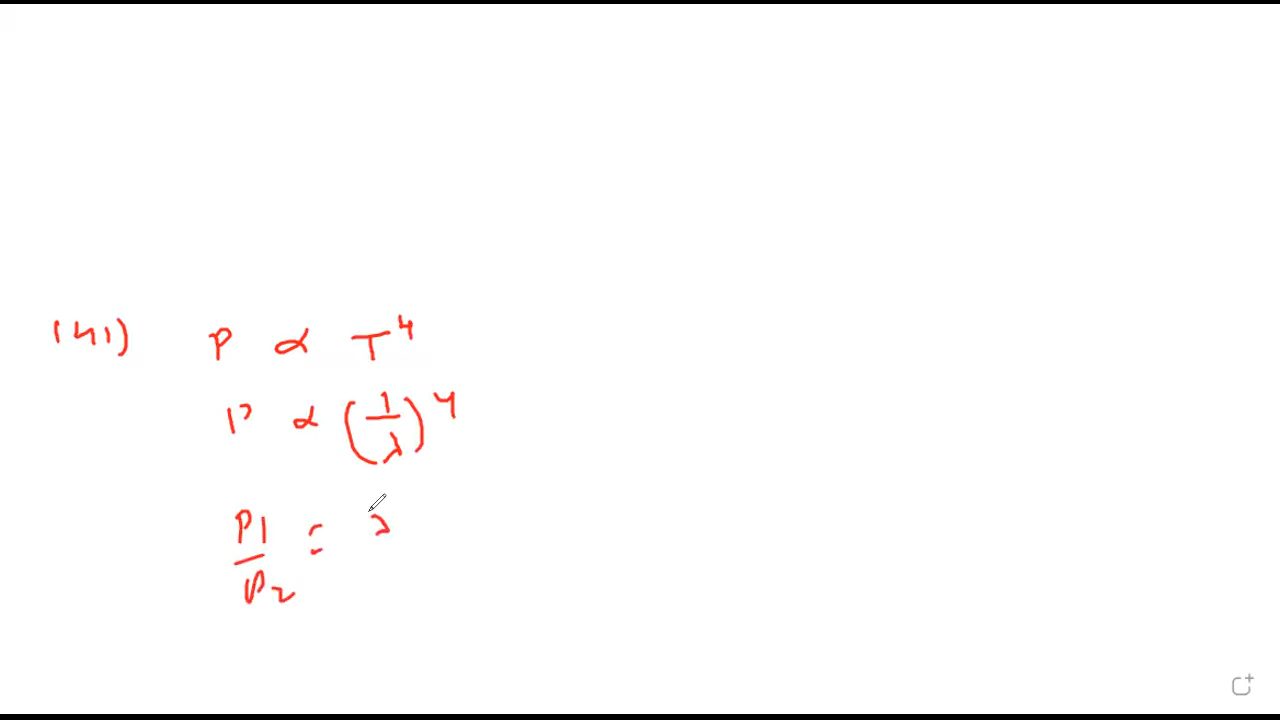 141) P ∝ T⁴
P ∝ (1/λ)⁴
P1/P2 = λ